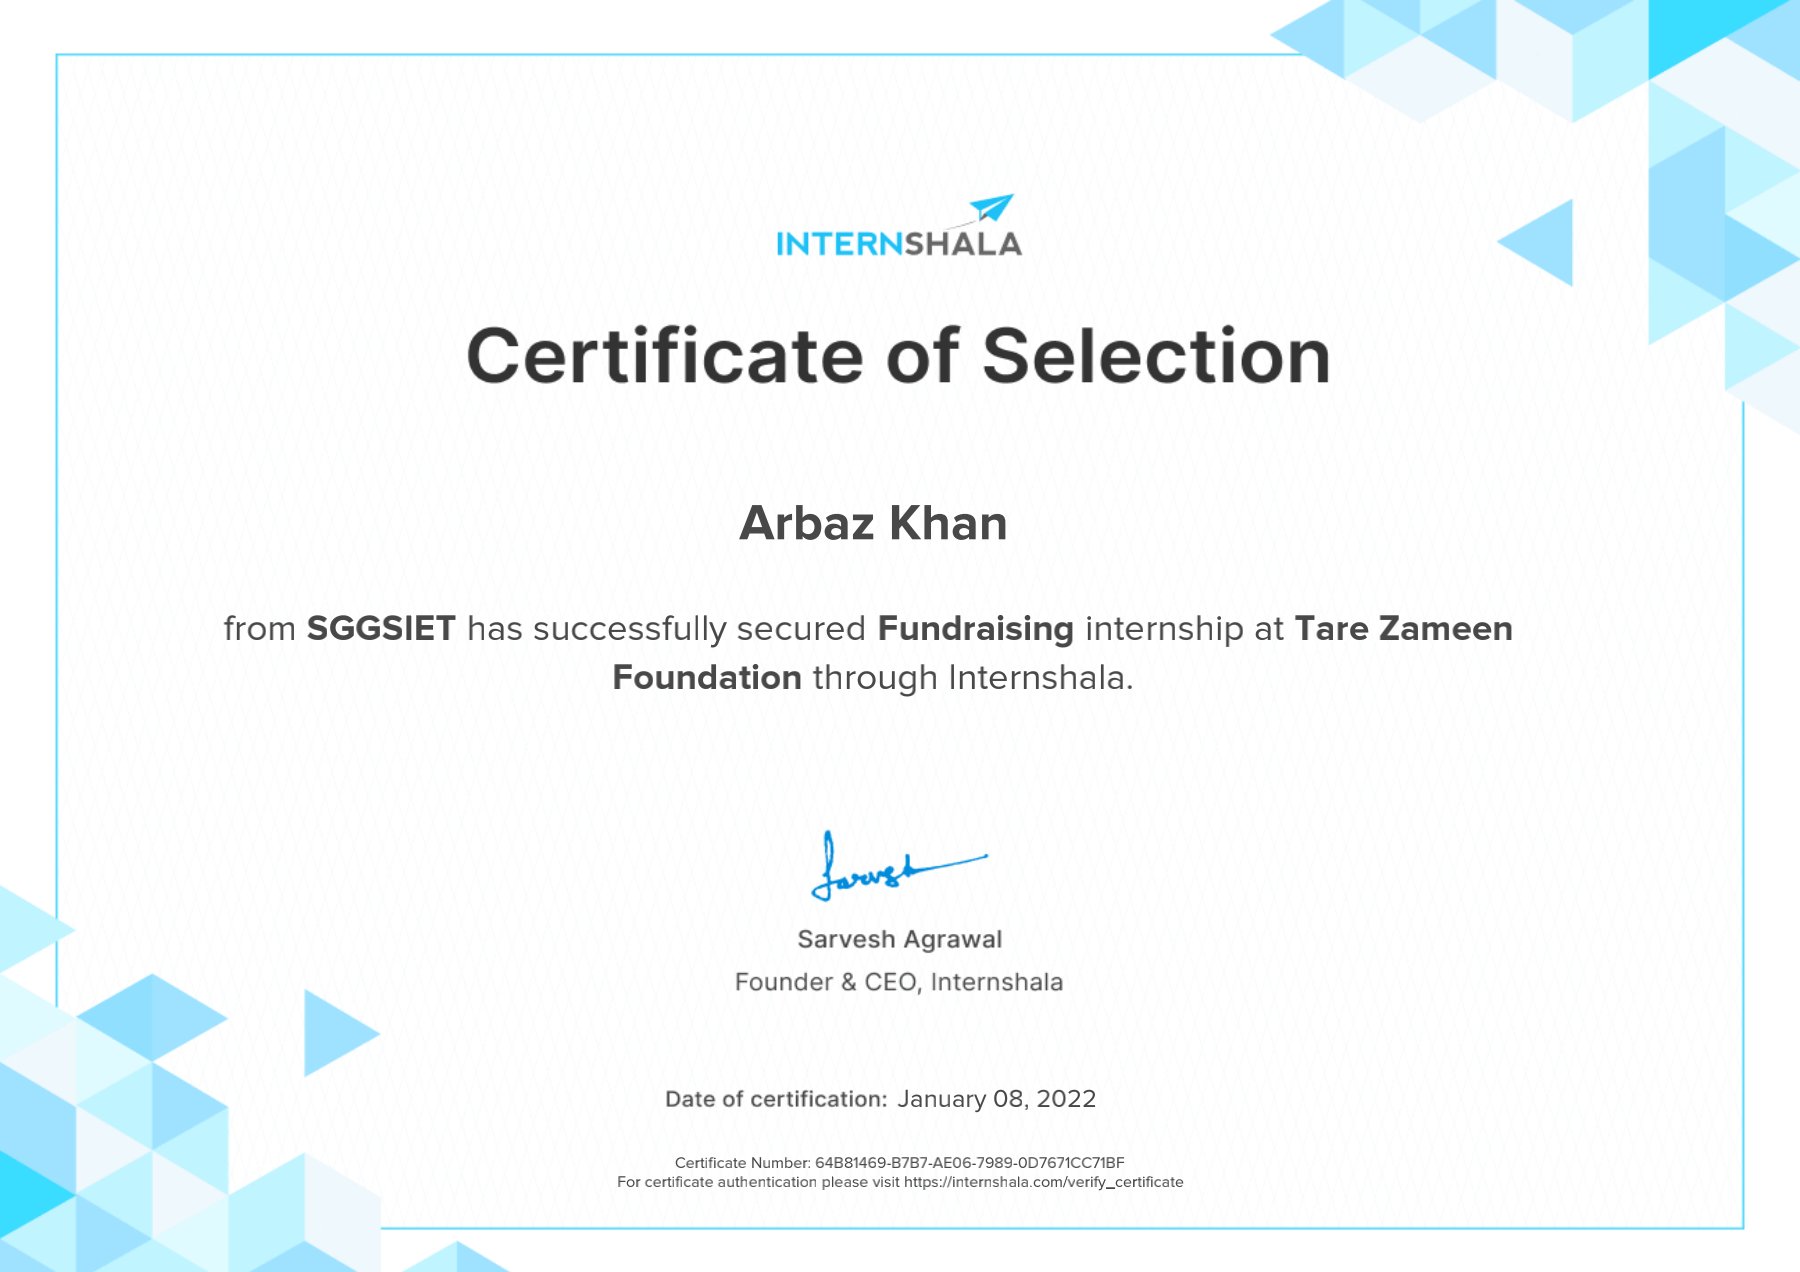 INTERNSHALA
Certificate of Selection
Arbaz Khan
from SGGSIET has successfully secured Fundraising internship at Tare Zameen
Foundation through Internshala.
Sarvesh
Sarvesh Agrawal
Founder & CEO, Internshala
Date of certification: January 08, 2022
Certificate Number: 64B81469-B7B7-AE06-7989-0D7671CC71BF
For certificate authentication please visit https://internshala.com/verify_certificate